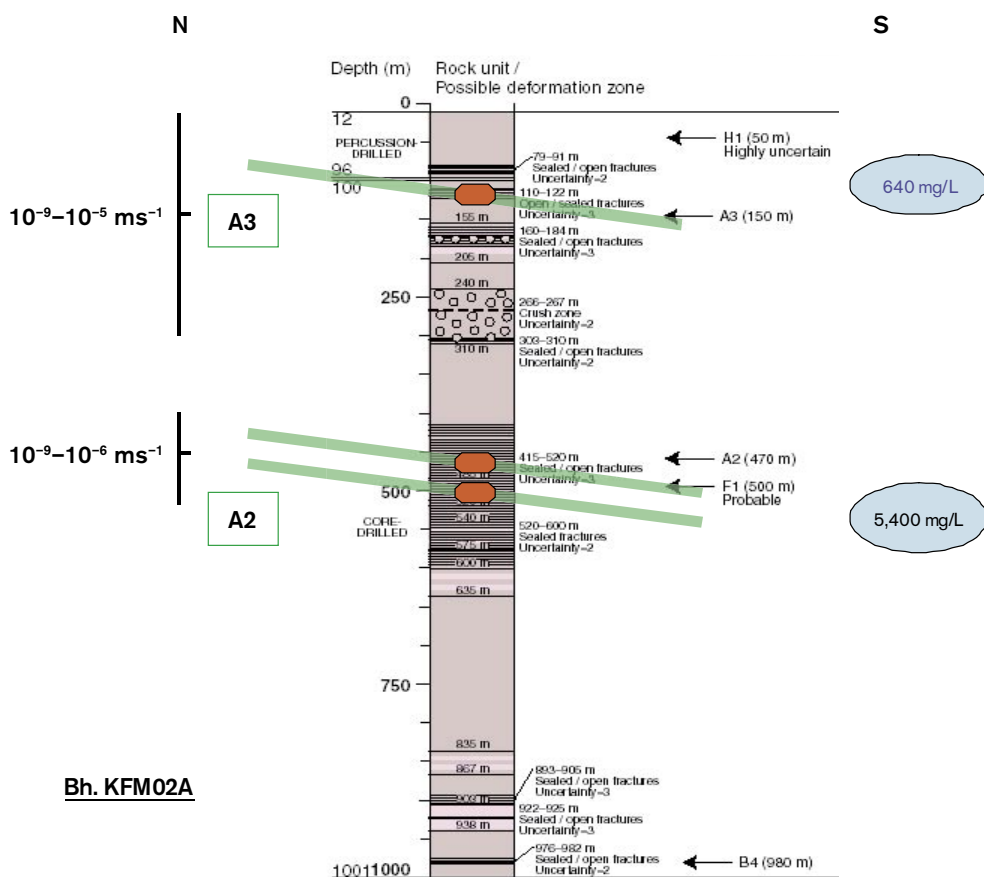 N
S
Depth (m)
Rock unit /
Possible deformation zone
0
12
PERCUSSION-
DRILLED
96
100
79–91 m
Sealed / open fractures
Uncertainty=2
H1 (50 m)
Highly uncertain
640 mg/L
10⁻⁹–10⁻⁵ ms⁻¹
A3
110–122 m
Open / sealed fractures
Uncertainty=3
A3 (150 m)
155 m
160–184 m
Sealed / open fractures
Uncertainty=3
205 m
240 m
250
266–267 m
Crush zone
Uncertainty=2
303–310 m
Sealed / open fractures
Uncertainty=2
310 m
10⁻⁹–10⁻⁶ ms⁻¹
A2
415–520 m
Sealed / open fractures
Uncertainty=3
A2 (470 m)
F1 (500 m)
Probable
500
5,400 mg/L
CORE-
DRILLED
540 m
520–600 m
Sealed fractures
Uncertainty=2
575 m
600 m
635 m
750
835 m
867 m
Bh. KFM02A
893–905 m
Sealed / open fractures
Uncertainty=3
903 m
922–925 m
Sealed / open fractures
Uncertainty=3
938 m
976–982 m
Sealed / open fractures
Uncertainty=2
B4 (980 m)
1001
1000